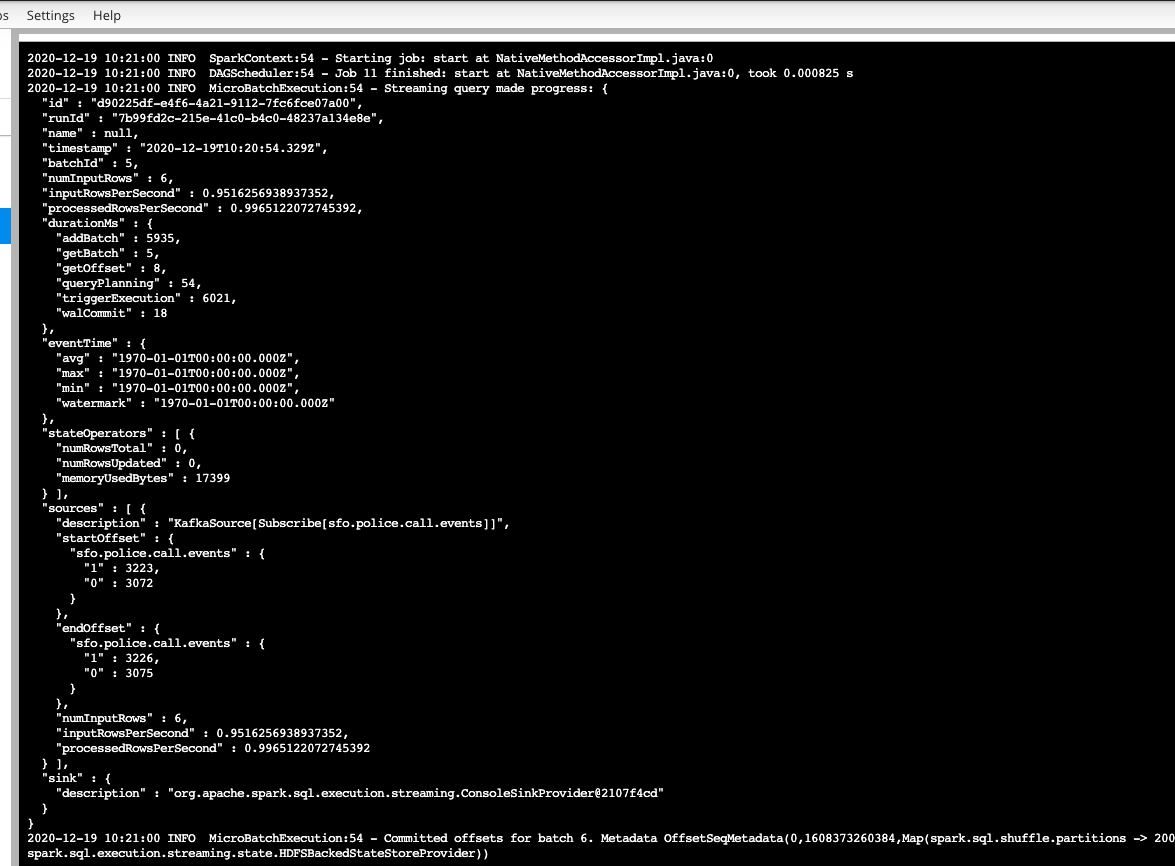 Settings Help
2020-12-19 10:21:00 INFO  SparkContext:54 - Starting job: start at NativeMethodAccessorImpl.java:0
2020-12-19 10:21:00 INFO  DAGScheduler:54 - Job 11 finished: start at NativeMethodAccessorImpl.java:0, took 0.000825 s
2020-12-19 10:21:00 INFO  MicroBatchExecution:54 - Streaming query made progress: {
  "id" : "d90225df-e4f6-4a21-9112-7fc6fce07a00",
  "runId" : "7b99fd2c-215e-41c0-b4c0-48237a134e8e",
  "name" : null,
  "timestamp" : "2020-12-19T10:20:54.329Z",
  "batchId" : 5,
  "numInputRows" : 6,
  "inputRowsPerSecond" : 0.9516256938937352,
  "processedRowsPerSecond" : 0.9965122072745392,
  "durationMs" : {
    "addBatch" : 5935,
    "getBatch" : 5,
    "getOffset" : 8,
    "queryPlanning" : 54,
    "triggerExecution" : 6021,
    "walCommit" : 18
  },
  "eventTime" : {
    "avg" : "1970-01-01T00:00:00.000Z",
    "max" : "1970-01-01T00:00:00.000Z",
    "min" : "1970-01-01T00:00:00.000Z",
    "watermark" : "1970-01-01T00:00:00.000Z"
  },
  "stateOperators" : [ {
    "numRowsTotal" : 0,
    "numRowsUpdated" : 0,
    "memoryUsedBytes" : 17399
  } ],
  "sources" : [ {
    "description" : "KafkaSource[Subscribe[sfo.police.call.events]]",
    "startOffset" : {
      "sfo.police.call.events" : {
        "1" : 3223,
        "0" : 3072
      }
    },
    "endOffset" : {
      "sfo.police.call.events" : {
        "1" : 3226,
        "0" : 3075
      }
    },
    "numInputRows" : 6,
    "inputRowsPerSecond" : 0.9516256938937352,
    "processedRowsPerSecond" : 0.9965122072745392
  } ],
  "sink" : {
    "description" : "org.apache.spark.sql.execution.streaming.ConsoleSinkProvider@2107f4cd"
  }
}
2020-12-19 10:21:00 INFO  MicroBatchExecution:54 - Committed offsets for batch 6. Metadata OffsetSeqMetadata(0,1608373260384,Map(spark.sql.shuffle.partitions -> 200
spark.sql.execution.streaming.state.HDFSBackedStateStoreProvider))